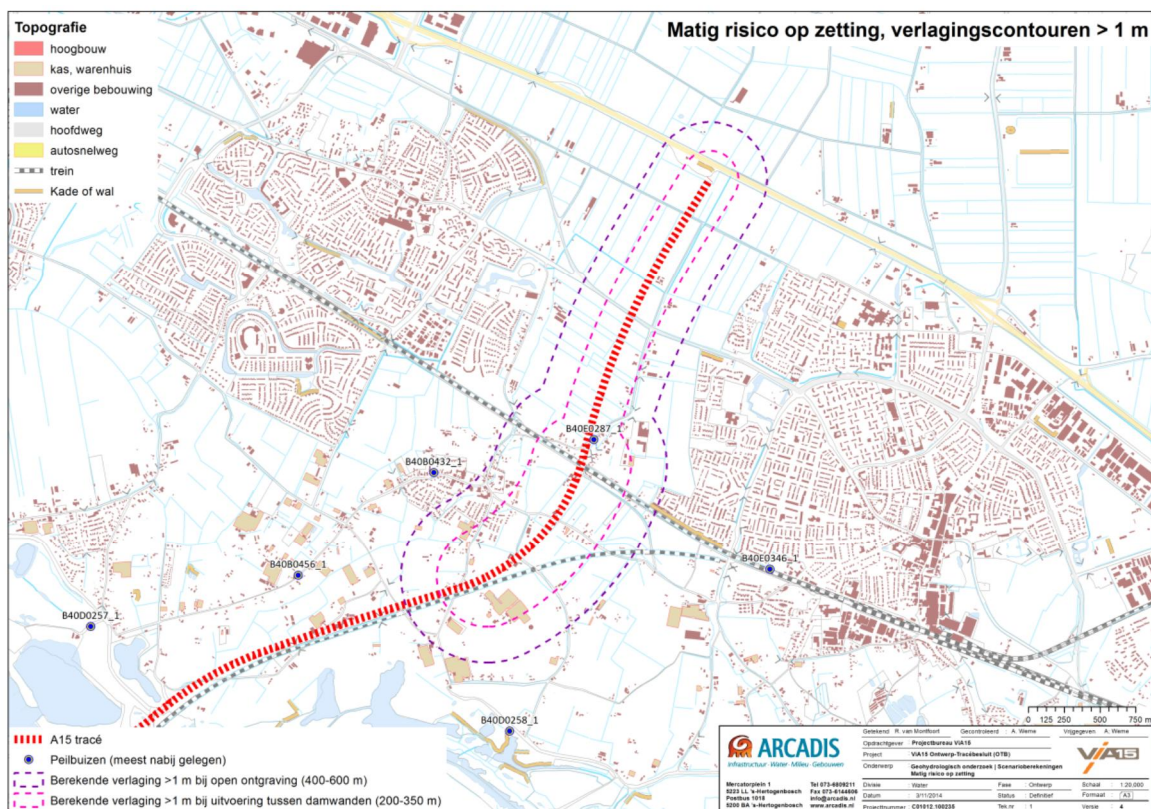 Matig risico op zetting, verlagingscontouren > 1 m
Topografie
hoogbouw
kas, warenhuis
overige bebouwing
water
hoofdweg
autosnelweg
trein
Kade of wal
B40E0287_1
B40B0432_1
B40B0456_1
B40E0346_1
B40D0257_1
B40D0258_1
A15 tracé
Peilbuizen (meest nabij gelegen)
Berekende verlaging >1 m bij open ontgraving (400-600 m)
Berekende verlaging >1 m bij uitvoering tussen damwanden (200-350 m)
0 125 250 500 750 m
ARCADIS
Infrastructuur · Water · Milieu · Gebouwen
Mercatorplein 1
5223 LL 's-Hertogenbosch
Postbus 1018
5200 BA 's-Hertogenbosch
Tel 073-6809211
Fax 073-6144606
info@arcadis.nl
www.arcadis.nl
Getekend R. van Montfoort Gecontroleerd : A. Weme Vrijgegeven A. Weme
Opdrachtgever Projectbureau ViA15
Project ViA15 Ontwerp-Tracébesluit (OTB)
Onderwerp Geohydrologisch onderzoek | Scenarioberekeningen
Matig risico op zetting
ViA15
Divisie : Water Fase : Ontwerp Schaal : 1:20.000
Datum : 3/11/2014 Status : Definitief Formaat : A3
Projectnummer : C01012.100235 Tek.nr : 1 Versie : 4